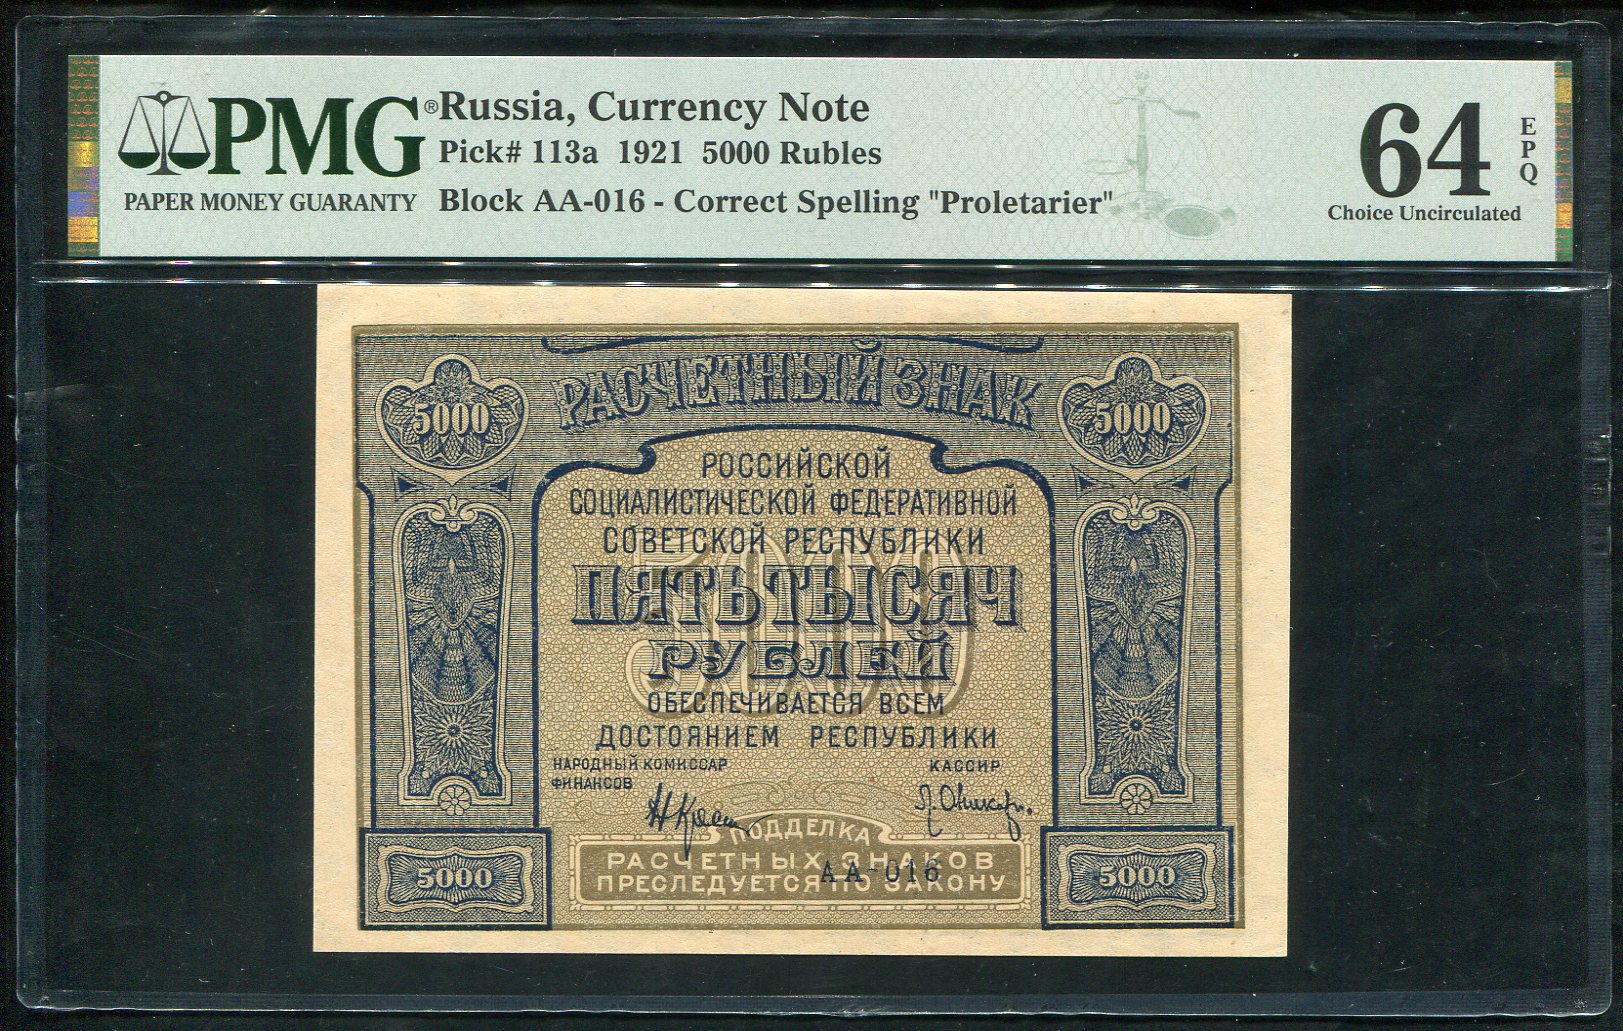 PMG®
PAPER MONEY GUARANTY
Russia, Currency Note
Pick# 113a 1921 5000 Rubles
Block AA-016 - Correct Spelling "Proletarier"
64 EPQ
Choice Uncirculated
РАСЧЕТНЫЙ ЗНАК
5000
5000
РОССИЙСКОЙ
СОЦИАЛИСТИЧЕСКОЙ ФЕДЕРАТИВНОЙ
СОВЕТСКОЙ РЕСПУБЛИКИ
5000
ПЯТЬ ТЫСЯЧ
РУБЛЕЙ
ОБЕСПЕЧИВАЕТСЯ ВСЕМ
ДОСТОЯНИЕМ РЕСПУБЛИКИ
НАРОДНЫЙ КОМИССАР
ФИНАНСОВ
КАССИР
ПОДДЕЛКА
РАСЧЕТНЫХ ЗНАКОВ
АА-016
ПРЕСЛЕДУЕТСЯ ПО ЗАКОНУ
5000
5000